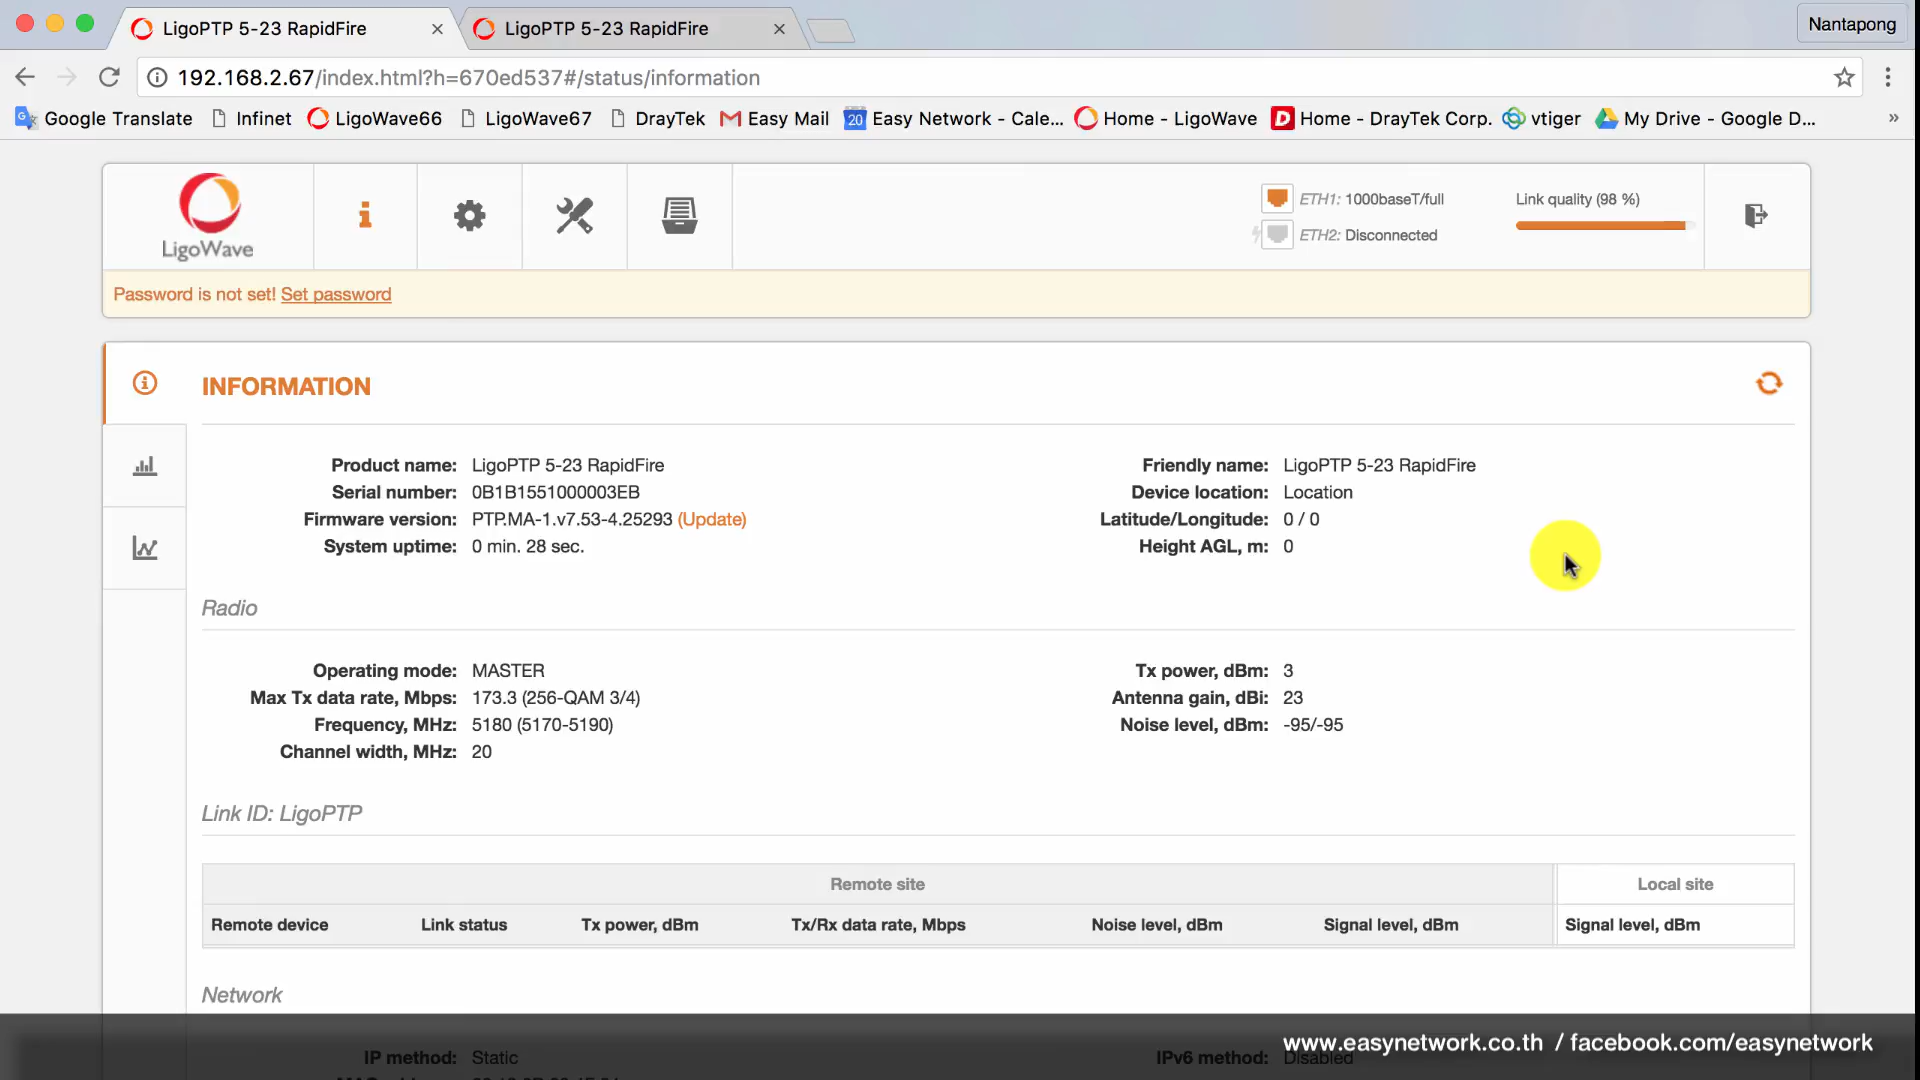 LigoPTP 5-23 RapidFire
LigoPTP 5-23 RapidFire
Nantapong
192.168.2.67/index.html?h=670ed537#/status/information
Google Translate Infinet LigoWave66 LigoWave67 DrayTek Easy Mail 20 Easy Network - Cale... Home - LigoWave D Home - DrayTek Corp. vtiger My Drive - Google D... »
LigoWave
ETH1: 1000baseT/full
ETH2: Disconnected
Link quality (98 %)
Password is not set! Set password
INFORMATION
Product name: LigoPTP 5-23 RapidFire
Serial number: 0B1B1551000003EB
Firmware version: PTP.MA-1.v7.53-4.25293 (Update)
System uptime: 0 min. 28 sec.
Friendly name: LigoPTP 5-23 RapidFire
Device location: Location
Latitude/Longitude: 0 / 0
Height AGL, m: 0
Radio
Operating mode: MASTER
Max Tx data rate, Mbps: 173.3 (256-QAM 3/4)
Frequency, MHz: 5180 (5170-5190)
Channel width, MHz: 20
Tx power, dBm: 3
Antenna gain, dBi: 23
Noise level, dBm: -95/-95
Link ID: LigoPTP
Remote site Local site
Remote device Link status Tx power, dBm Tx/Rx data rate, Mbps Noise level, dBm Signal level, dBm Signal level, dBm
Network
www.easynetwork.co.th / facebook.com/easynetwork
IP method: Static
IPv6 method: Disabled